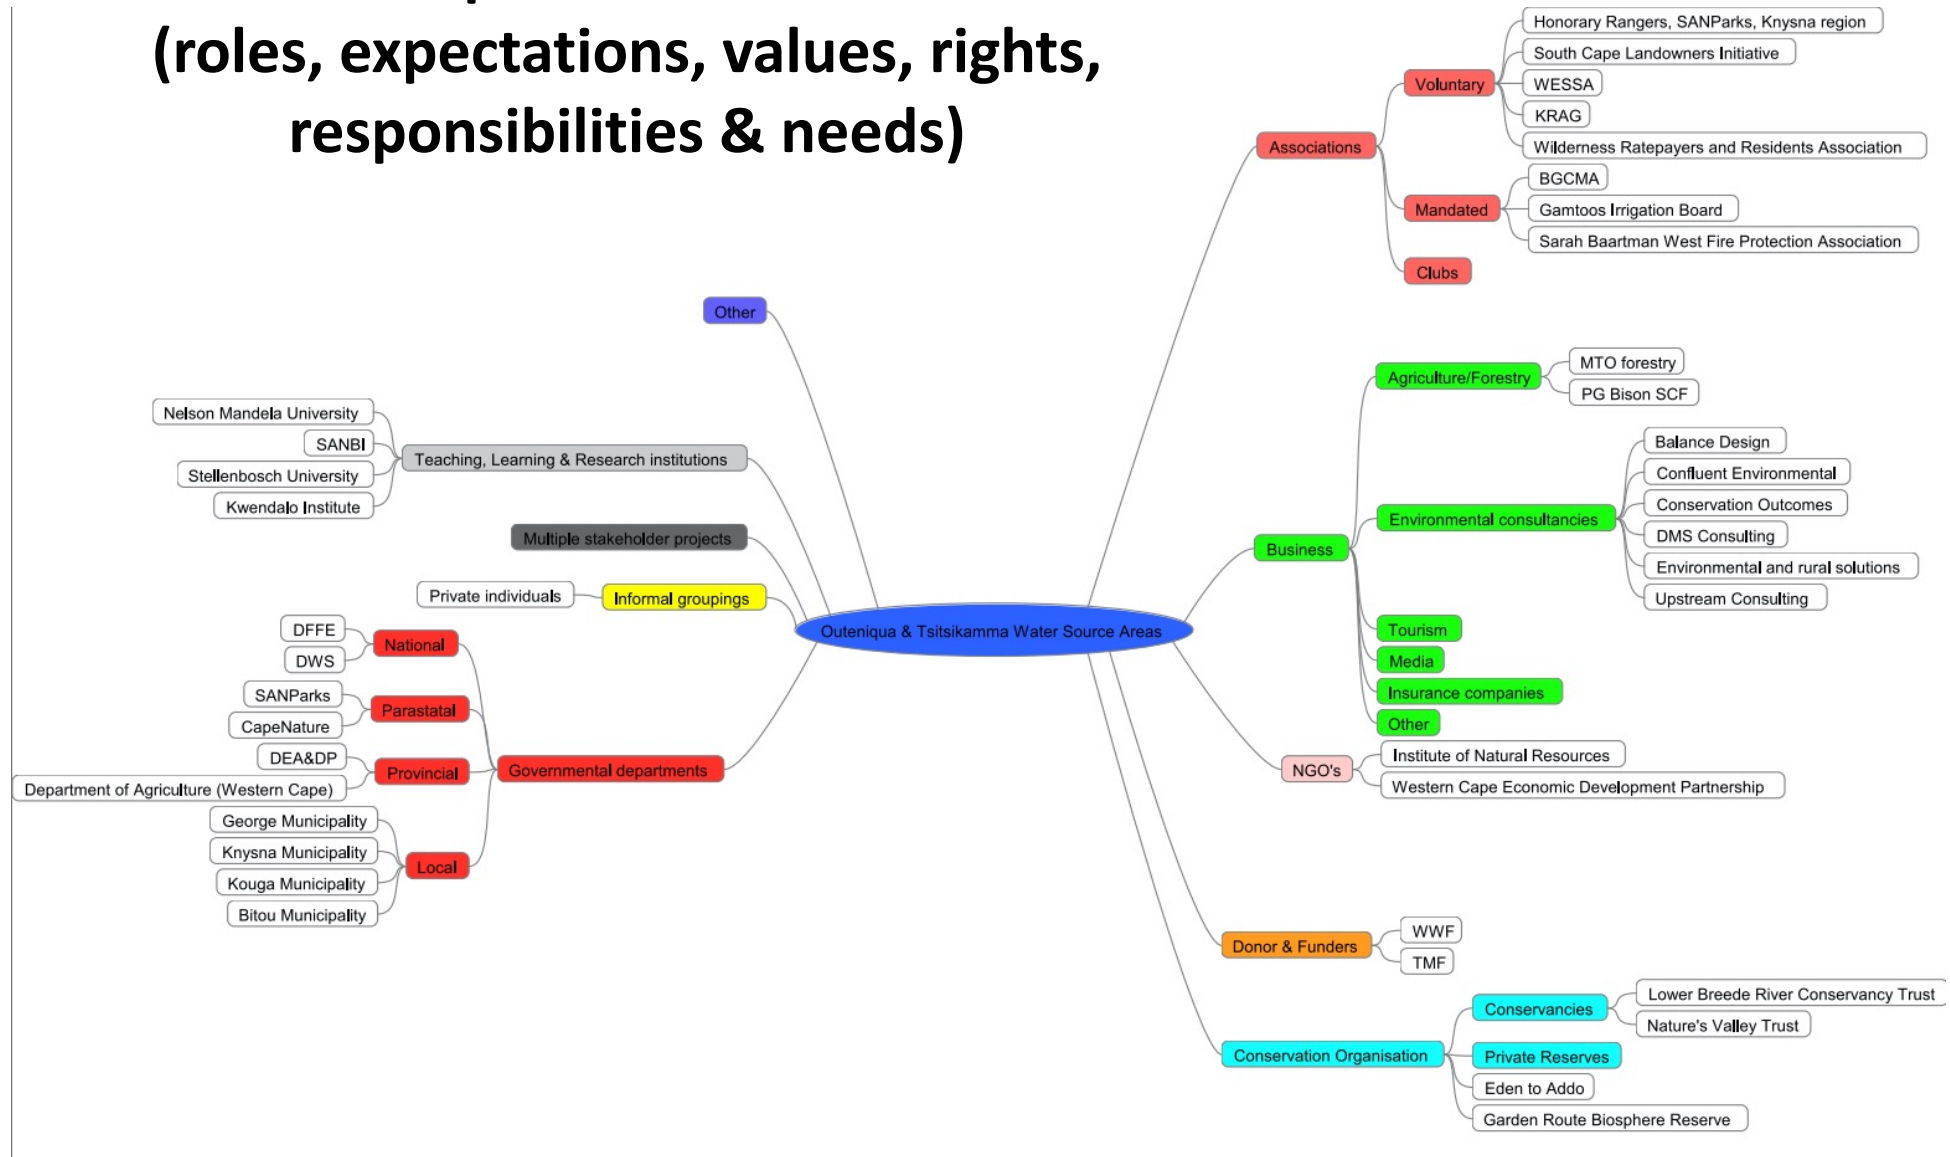 (roles, expectations, values, rights,
responsibilities & needs)
Outeniqua & Tsitsikamma Water Source Areas
Associations
Voluntary
Honorary Rangers, SANParks, Knysna region
South Cape Landowners Initiative
WESSA
KRAG
Wilderness Ratepayers and Residents Association
Mandated
BGCMA
Gamtoos Irrigation Board
Sarah Baartman West Fire Protection Association
Clubs
Business
Agriculture/Forestry
MTO forestry
PG Bison SCF
Environmental consultancies
Balance Design
Confluent Environmental
Conservation Outcomes
DMS Consulting
Environmental and rural solutions
Upstream Consulting
Tourism
Media
Insurance companies
Other
NGO's
Institute of Natural Resources
Western Cape Economic Development Partnership
Donor & Funders
WWF
TMF
Conservation Organisation
Conservancies
Lower Breede River Conservancy Trust
Nature's Valley Trust
Private Reserves
Eden to Addo
Garden Route Biosphere Reserve
Other
Teaching, Learning & Research institutions
Nelson Mandela University
SANBI
Stellenbosch University
Kwendalo Institute
Multiple stakeholder projects
Informal groupings
Private individuals
Governmental departments
National
DFFE
DWS
Parastatal
SANParks
CapeNature
Provincial
DEA&DP
Department of Agriculture (Western Cape)
Local
George Municipality
Knysna Municipality
Kouga Municipality
Bitou Municipality